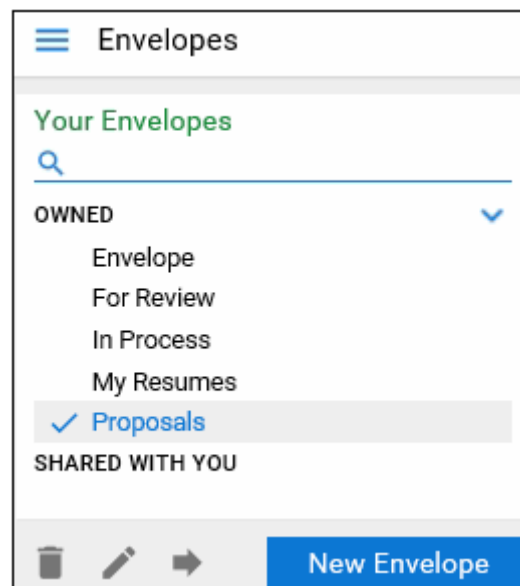 Envelopes
Your Envelopes
OWNED
Envelope
For Review
In Process
My Resumes
Proposals
SHARED WITH YOU
New Envelope